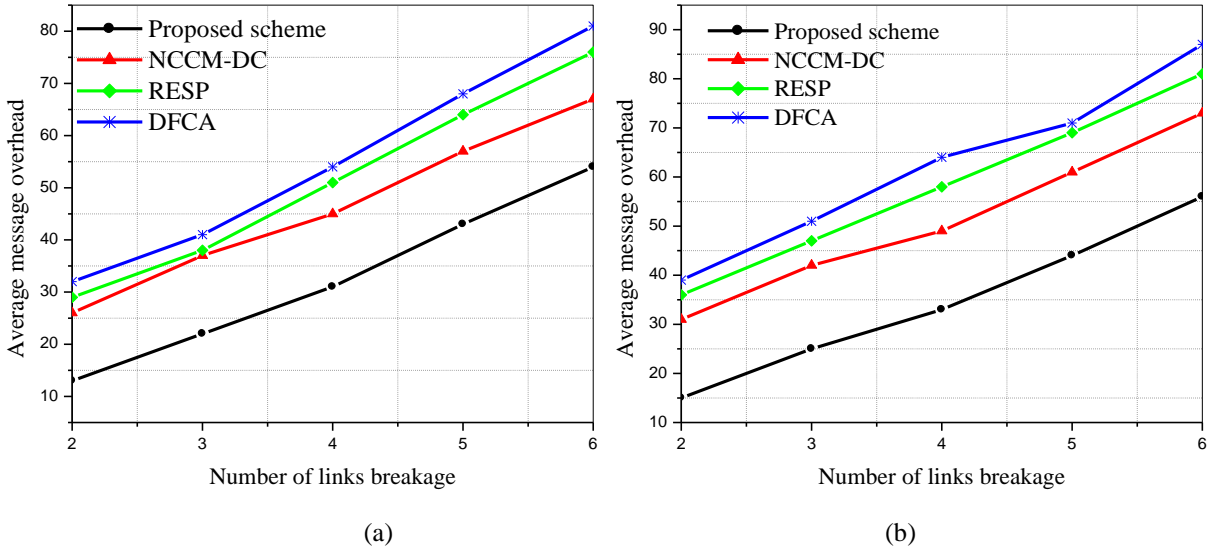 80
70
60
50
40
30
20
10
Average message overhead
Proposed scheme
NCCM-DC
RESP
DFCA
2 3 4 5 6
Number of links breakage
(a)
90
80
70
60
50
40
30
20
10
Average message overhead
Proposed scheme
NCCM-DC
RESP
DFCA
2 3 4 5 6
Number of links breakage
(b)